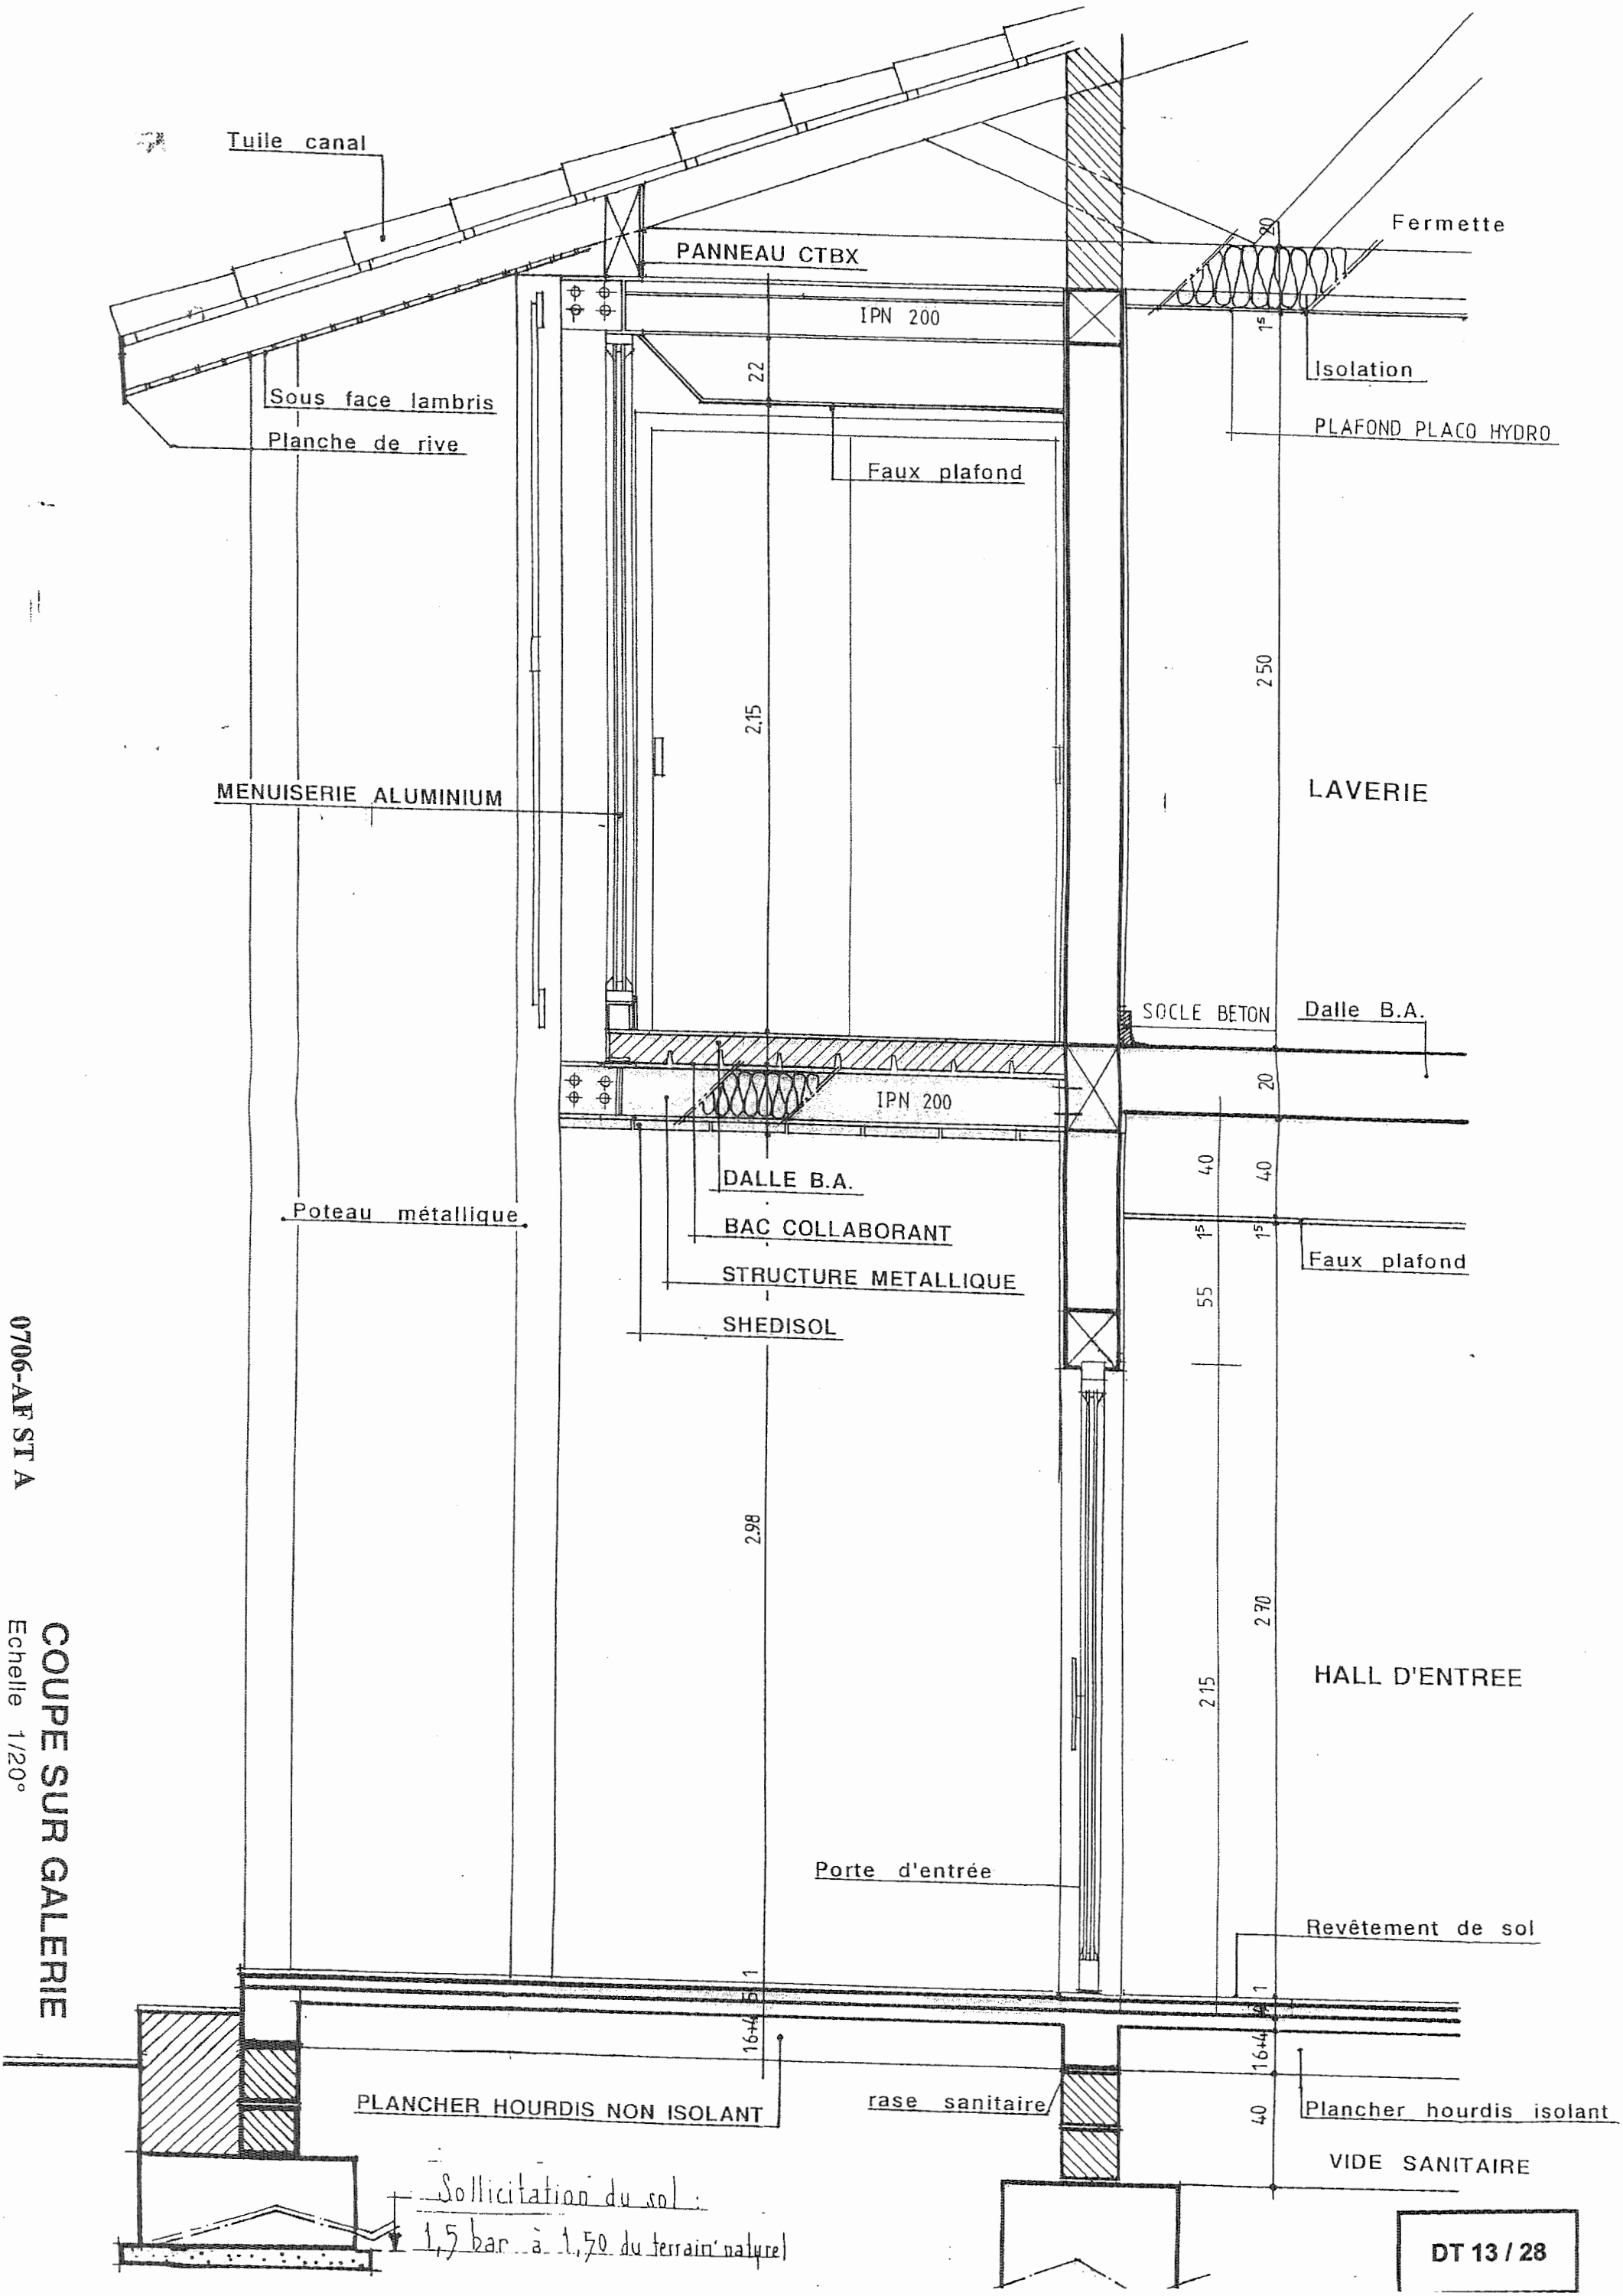 Tuile canal
Fermette
20
PANNEAU CTBX
IPN 200
15
22
Isolation
Sous face lambris
PLAFOND PLACO HYDRO
Planche de rive
Faux plafond
250
2.15
MENUISERIE ALUMINIUM
LAVERIE
SOCLE BETON
Dalle B.A.
20
IPN 200
40
40
DALLE B.A.
Poteau métallique
BAC COLLABORANT
15
15
Faux plafond
STRUCTURE METALLIQUE
55
SHEDISOL
0706-AF ST A
2.98
270
COUPE SUR GALERIE
Echelle 1/20°
HALL D'ENTREE
215
Porte d'entrée
Revêtement de sol
1
5
1
16+4
16+4
PLANCHER HOURDIS NON ISOLANT
rase sanitaire
40
Plancher hourdis isolant
VIDE SANITAIRE
Sollicitation du sol :
1,5 bar à 1,50 du terrain naturel
DT 13 / 28